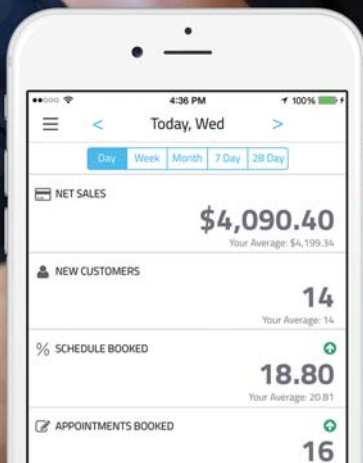 4:36 PM
100%
< Today, Wed >
Day Week Month 7 Day 28 Day
NET SALES
$4,090.40
Your Average: $4,199.34
NEW CUSTOMERS
14
Your Average: 14
% SCHEDULE BOOKED
18.80
Your Average: 20.81
APPOINTMENTS BOOKED
16